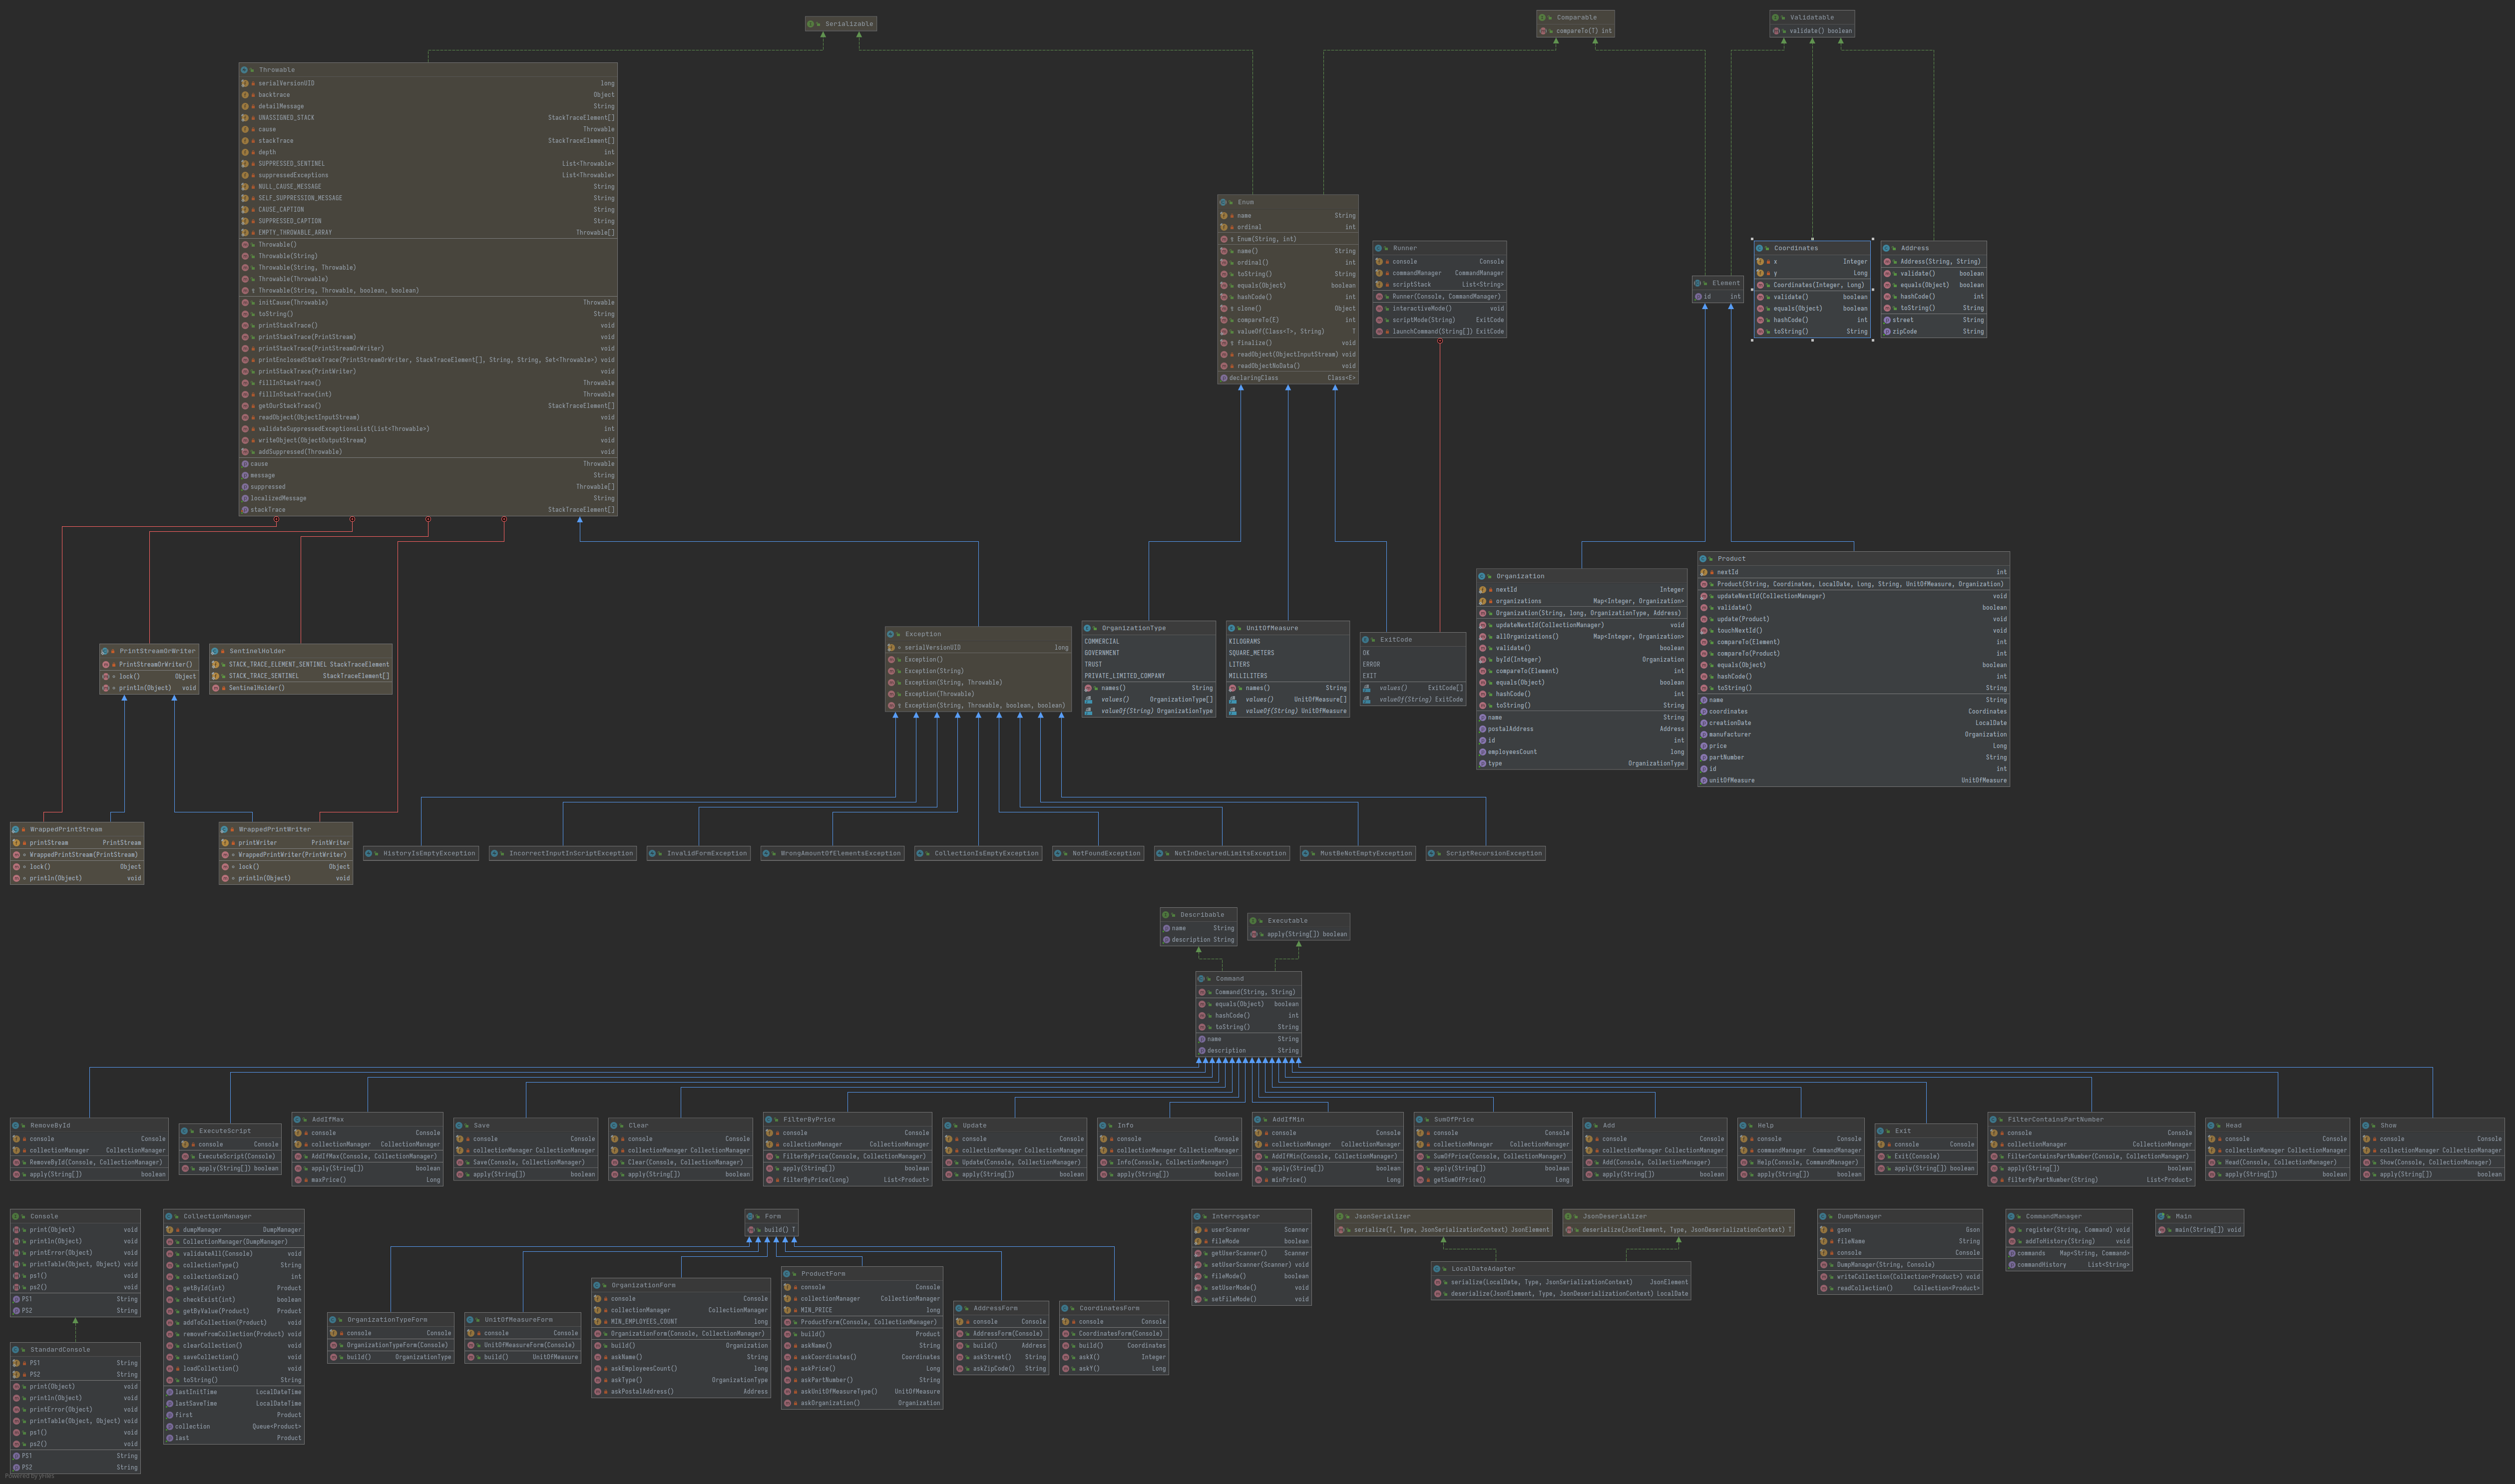 Serializable
Comparable
compareTo(T) int
Validatable
validate() boolean
Throwable
serialVersionUID long
backtrace Object
detailMessage String
UNASSIGNED_STACK StackTraceElement[]
cause Throwable
stackTrace StackTraceElement[]
depth int
SUPPRESSED_SENTINEL List<Throwable>
suppressedExceptions List<Throwable>
NULL_CAUSE_MESSAGE String
SELF_SUPPRESSION_MESSAGE String
CAUSE_CAPTION String
SUPPRESSED_CAPTION String
EMPTY_THROWABLE_ARRAY Throwable[]
Throwable()
Throwable(String)
Throwable(String, Throwable)
Throwable(Throwable)
Throwable(String, Throwable, boolean, boolean)
initCause(Throwable) Throwable
toString() String
printStackTrace() void
printStackTrace(PrintStream) void
printStackTrace(PrintStreamOrWriter) void
printEnclosedStackTrace(PrintStreamOrWriter, StackTraceElement[], String, String, Set<Throwable>) void
printStackTrace(PrintWriter) void
fillInStackTrace() Throwable
fillInStackTrace(int) Throwable
getOurStackTrace() StackTraceElement[]
readObject(ObjectInputStream) void
validateSuppressedExceptionsList(List<Throwable>) int
writeObject(ObjectOutputStream) void
addSuppressed(Throwable) void
cause Throwable
message String
suppressed Throwable[]
localizedMessage String
stackTrace StackTraceElement[]
Enum
name String
ordinal int
Enum(String, int)
name() String
ordinal() int
toString() String
equals(Object) boolean
hashCode() int
clone() Object
compareTo(E) int
valueOf(Class<T>, String) T
finalize() void
readObject(ObjectInputStream) void
readObjectNoData() void
declaringClass Class<E>
Runner
console Console
commandManager CommandManager
scriptStack List<String>
Runner(Console, CommandManager)
interactiveMode() void
scriptMode(String) ExitCode
launchCommand(String[]) ExitCode
Element
id int
Coordinates
x Integer
y Long
Coordinates(Integer, Long)
validate() boolean
equals(Object) boolean
hashCode() int
toString() String
Address
Address(String, String)
validate() boolean
equals(Object) boolean
hashCode() int
toString() String
street String
zipCode String
PrintStreamOrWriter
PrintStreamOrWriter()
lock() Object
println(Object) void
SentinelHolder
STACK_TRACE_ELEMENT_SENTINEL StackTraceElement
STACK_TRACE_SENTINEL StackTraceElement[]
SentinelHolder()
Exception
serialVersionUID long
Exception()
Exception(String)
Exception(String, Throwable)
Exception(Throwable)
Exception(String, Throwable, boolean, boolean)
OrganizationType
COMMERCIAL
GOVERNMENT
TRUST
PRIVATE_LIMITED_COMPANY
names() String
values() OrganizationType[]
valueOf(String) OrganizationType
UnitOfMeasure
KILOGRAMS
SQUARE_METERS
LITERS
MILLILITERS
names() String
values() UnitOfMeasure[]
valueOf(String) UnitOfMeasure
ExitCode
OK
ERROR
EXIT
values() ExitCode[]
valueOf(String) ExitCode
Organization
nextId Integer
organizations Map<Integer, Organization>
Organization(String, long, OrganizationType, Address)
updateNextId(CollectionManager) void
allOrganizations() Map<Integer, Organization>
validate() boolean
byId(Integer) Organization
compareTo(Element) int
equals(Object) boolean
hashCode() int
toString() String
name String
postalAddress Address
id int
employeesCount long
type OrganizationType
Product
nextId int
Product(String, Coordinates, LocalDate, Long, String, UnitOfMeasure, Organization)
updateNextId(CollectionManager) void
validate() boolean
update(Product) void
touchNextId() void
compareTo(Element) int
compareTo(Product) int
equals(Object) boolean
hashCode() int
toString() String
name String
coordinates Coordinates
creationDate LocalDate
manufacturer Organization
price Long
partNumber String
id int
unitOfMeasure UnitOfMeasure
WrappedPrintStream
printStream PrintStream
WrappedPrintStream(PrintStream)
lock() Object
println(Object) void
WrappedPrintWriter
printWriter PrintWriter
WrappedPrintWriter(PrintWriter)
lock() Object
println(Object) void
HistoryIsEmptyException
IncorrectInputInScriptException
InvalidFormException
WrongAmountOfElementsException
CollectionIsEmptyException
NotFoundException
NotInDeclaredLimitsException
MustBeNotEmptyException
ScriptRecursionException
Describable
name String
description String
Executable
apply(String[]) boolean
Command
Command(String, String)
equals(Object) boolean
hashCode() int
toString() String
name String
description String
RemoveById
console Console
collectionManager CollectionManager
RemoveById(Console, CollectionManager)
apply(String[]) boolean
ExecuteScript
console Console
ExecuteScript(Console)
apply(String[]) boolean
AddIfMax
console Console
collectionManager CollectionManager
AddIfMax(Console, CollectionManager)
apply(String[]) boolean
maxPrice() Long
Save
console Console
collectionManager CollectionManager
Save(Console, CollectionManager)
apply(String[]) boolean
Clear
console Console
collectionManager CollectionManager
Clear(Console, CollectionManager)
apply(String[]) boolean
FilterByPrice
console Console
collectionManager CollectionManager
FilterByPrice(Console, CollectionManager)
apply(String[]) boolean
filterByPrice(Long) List<Product>
Update
console Console
collectionManager CollectionManager
Update(Console, CollectionManager)
apply(String[]) boolean
Info
console Console
collectionManager CollectionManager
Info(Console, CollectionManager)
apply(String[]) boolean
AddIfMin
console Console
collectionManager CollectionManager
AddIfMin(Console, CollectionManager)
apply(String[]) boolean
minPrice() Long
SumOfPrice
console Console
collectionManager CollectionManager
SumOfPrice(Console, CollectionManager)
apply(String[]) boolean
getSumOfPrice() Long
Add
console Console
collectionManager CollectionManager
Add(Console, CollectionManager)
apply(String[]) boolean
Help
console Console
commandManager CommandManager
Help(Console, CommandManager)
apply(String[]) boolean
Exit
console Console
Exit(Console)
apply(String[]) boolean
FilterContainsPartNumber
console Console
collectionManager CollectionManager
FilterContainsPartNumber(Console, CollectionManager)
apply(String[]) boolean
filterByPartNumber(String) List<Product>
Head
console Console
collectionManager CollectionManager
Head(Console, CollectionManager)
apply(String[]) boolean
Show
console Console
collectionManager CollectionManager
Show(Console, CollectionManager)
apply(String[]) boolean
Console
print(Object) void
println(Object) void
printError(Object) void
printTable(Object, Object) void
ps1() void
ps2() void
PS1 String
PS2 String
StandardConsole
PS1 String
PS2 String
print(Object) void
println(Object) void
printError(Object) void
printTable(Object, Object) void
ps1() void
ps2() void
PS1 String
PS2 String
CollectionManager
dumpManager DumpManager
CollectionManager(DumpManager)
validateAll(Console) void
collectionType() String
collectionSize() int
getById(int) Product
checkExist(int) boolean
getByValue(Product) Product
addToCollection(Product) void
removeFromCollection(Product) void
clearCollection() void
saveCollection() void
loadCollection() void
toString() String
lastInitTime LocalDateTime
lastSaveTime LocalDateTime
first Product
collection Queue<Product>
last Product
Form
build() T
OrganizationTypeForm
console Console
OrganizationTypeForm(Console)
build() OrganizationType
UnitOfMeasureForm
console Console
UnitOfMeasureForm(Console)
build() UnitOfMeasure
OrganizationForm
console Console
collectionManager CollectionManager
MIN_EMPLOYEES_COUNT long
OrganizationForm(Console, CollectionManager)
build() Organization
askName() String
askEmployeesCount() long
askType() OrganizationType
askPostalAddress() Address
ProductForm
console Console
collectionManager CollectionManager
MIN_PRICE long
ProductForm(Console, CollectionManager)
build() Product
askName() String
askCoordinates() Coordinates
askPrice() Long
askPartNumber() String
askUnitOfMeasureType() UnitOfMeasure
askOrganization() Organization
AddressForm
console Console
AddressForm(Console)
build() Address
askStreet() String
askZipCode() String
CoordinatesForm
console Console
CoordinatesForm(Console)
build() Coordinates
askX() Integer
askY() Long
Interrogator
userScanner Scanner
fileMode boolean
getUserScanner() Scanner
setUserScanner(Scanner) void
fileMode() boolean
setUserMode() void
setFileMode() void
JsonSerializer
serialize(T, Type, JsonSerializationContext) JsonElement
JsonDeserializer
deserialize(JsonElement, Type, JsonDeserializationContext) T
LocalDateAdapter
serialize(LocalDate, Type, JsonSerializationContext) JsonElement
deserialize(JsonElement, Type, JsonDeserializationContext) LocalDate
DumpManager
gson Gson
fileName String
console Console
DumpManager(String, Console)
writeCollection(Collection<Product>) void
readCollection() Collection<Product>
CommandManager
register(String, Command) void
addToHistory(String) void
commands Map<String, Command>
commandHistory List<String>
Main
main(String[]) void
Powered by yFiles